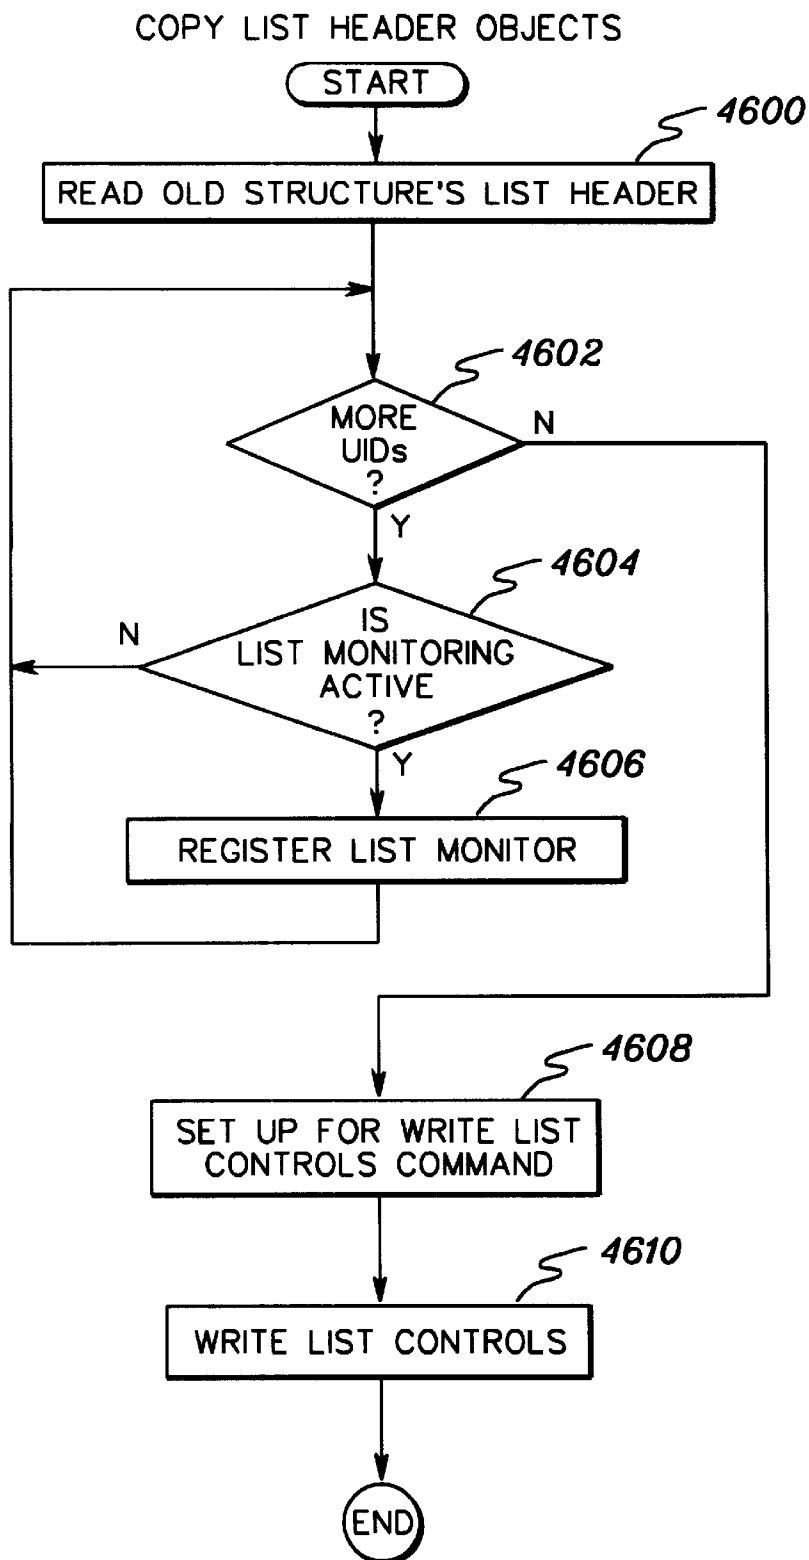 COPY LIST HEADER OBJECTS
START
4600
READ OLD STRUCTURE'S LIST HEADER
4602
MORE
UIDs
?
N
Y
4604
IS
LIST MONITORING
ACTIVE
?
N
Y
4606
REGISTER LIST MONITOR
4608
SET UP FOR WRITE LIST
CONTROLS COMMAND
4610
WRITE LIST CONTROLS
END